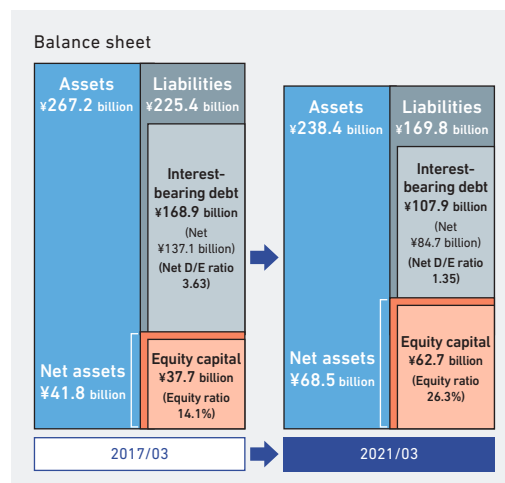 Balance sheet
Assets
¥267.2 billion
Liabilities
¥225.4 billion
Interest-
bearing debt
¥168.9 billion
(Net
¥137.1 billion)
(Net D/E ratio
3.63)
Net assets
¥41.8 billion
Equity capital
¥37.7 billion
(Equity ratio
14.1%)
2017/03
Assets
¥238.4 billion
Liabilities
¥169.8 billion
Interest-
bearing debt
¥107.9 billion
(Net
¥84.7 billion)
(Net D/E ratio
1.35)
Net assets
¥68.5 billion
Equity capital
¥62.7 billion
(Equity ratio
26.3%)
2021/03